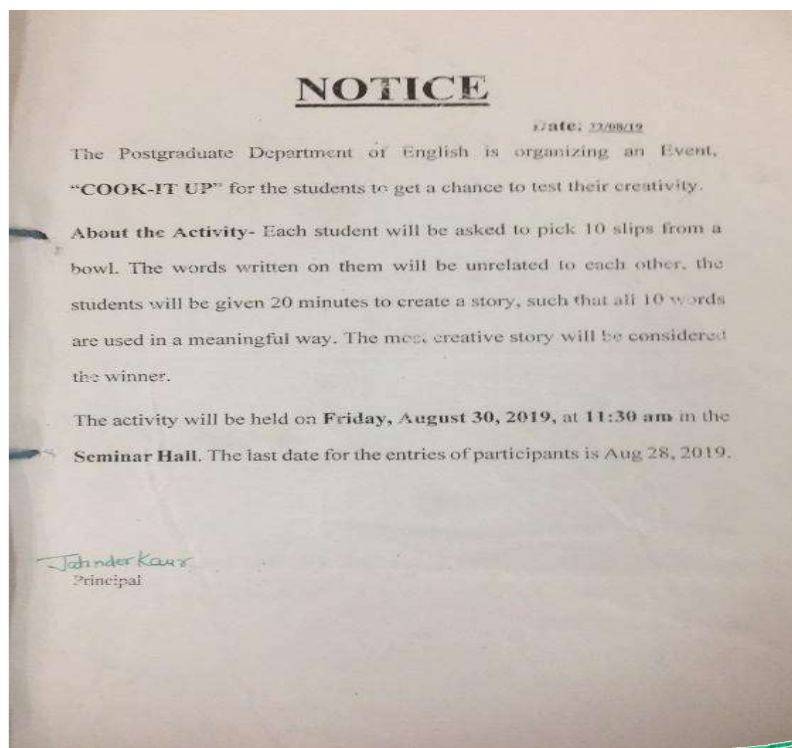 NOTICE
Date: 22/08/19
The Postgraduate Department of English is organizing an Event,
“COOK-IT UP” for the students to get a chance to test their creativity.
About the Activity- Each student will be asked to pick 10 slips from a
bowl. The words written on them will be unrelated to each other, the
students will be given 20 minutes to create a story, such that all 10 words
are used in a meaningful way. The most creative story will be considered
the winner.
The activity will be held on Friday, August 30, 2019, at 11:30 am in the
Seminar Hall. The last date for the entries of participants is Aug 28, 2019.
Kaur
Principal